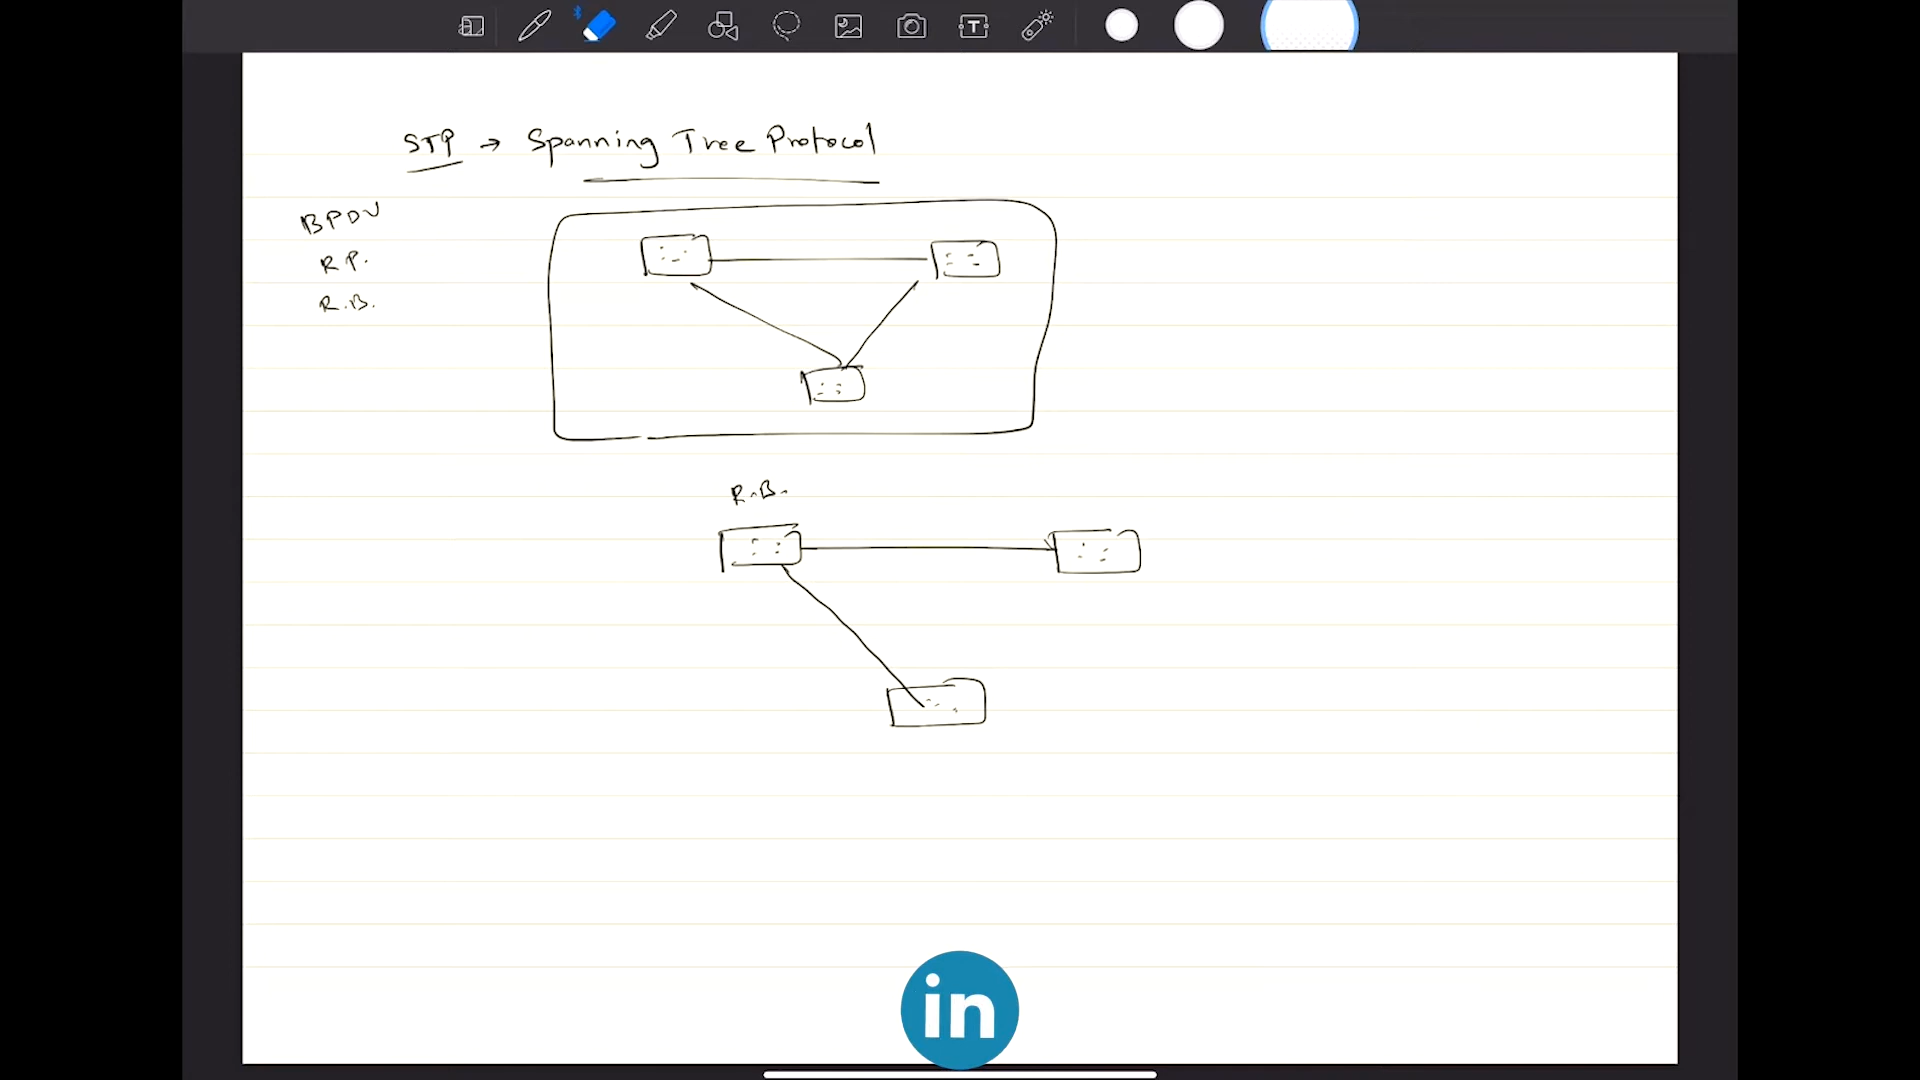 STP → Spanning Tree Protocol
BPDU
R P.
R.B.
R.B.
in